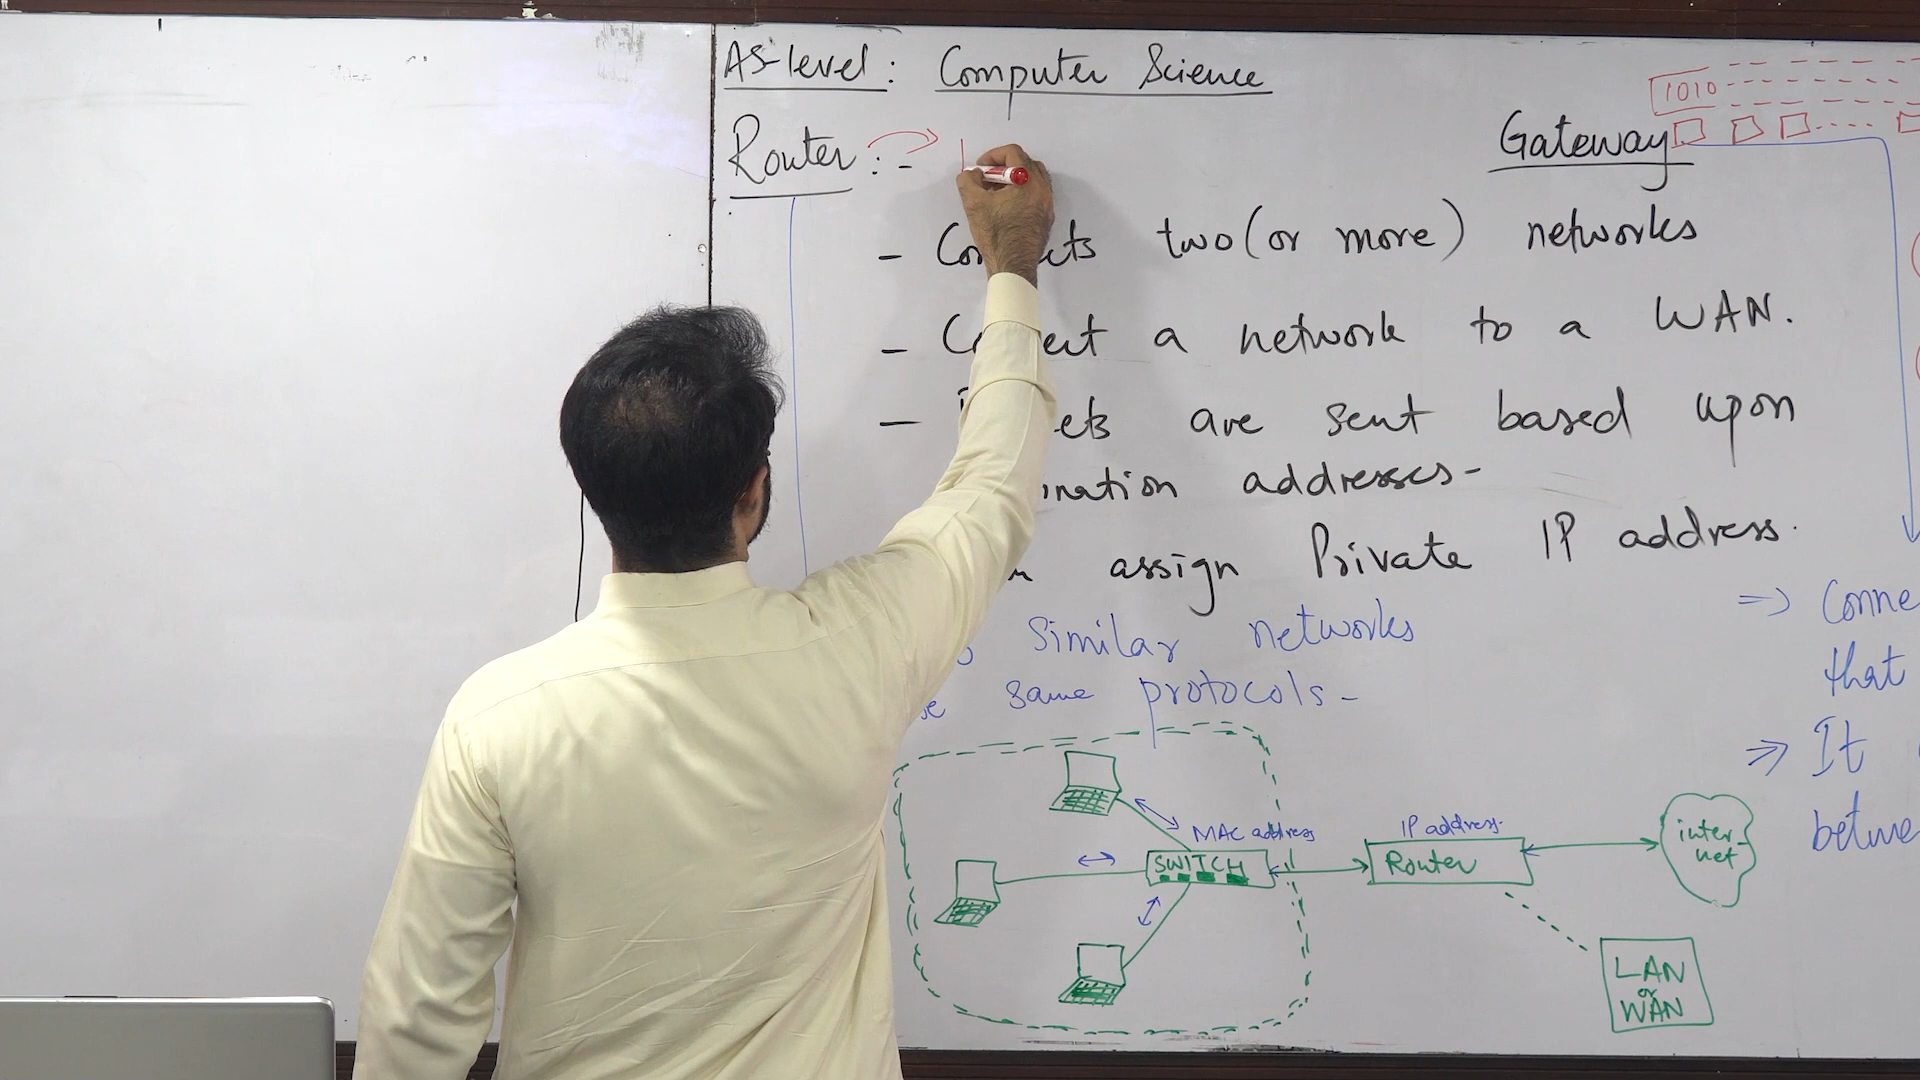 AS-level : Computer Science
1010
Router :-
Gateway
- two (or more) networks
- a network to a WAN.
- are sent based upon
addresses-
assign Private IP address.
similar networks
same protocols-
=> Conne
that
=> It
betwe
MAC address
SWITCH
IP address-
Router
inter-
net
LAN
or
WAN